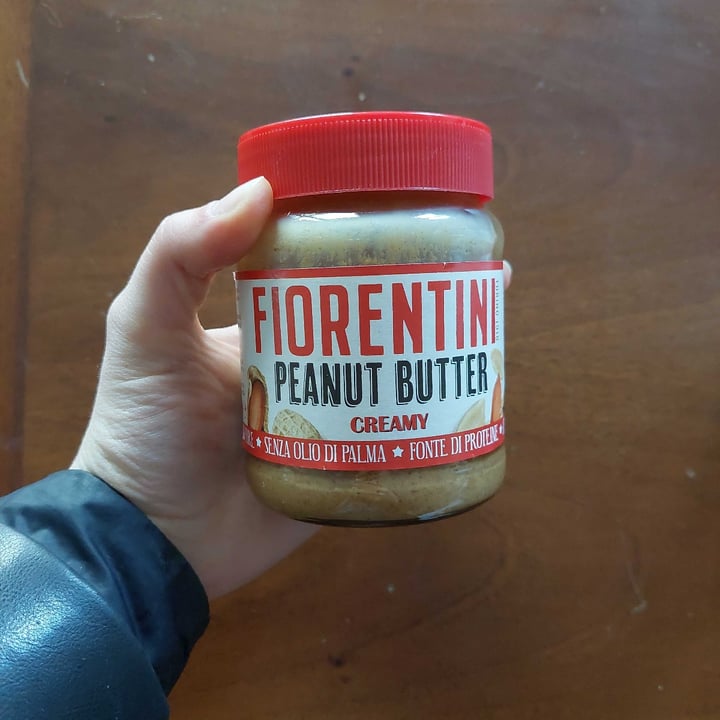 FIORENTINI
PEANUT BUTTER
CREAMY
★ SENZA OLIO DI PALMA ★ FONTE DI PROTEINE ★